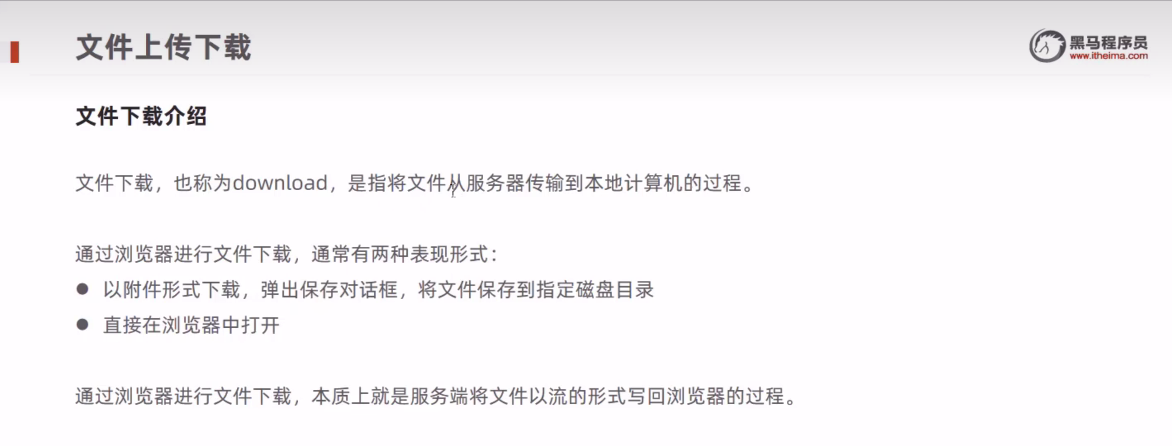 文件上传下载
黑马程序员
www.itheima.com
文件下载介绍
文件下载，也称为download，是指将文件从服务器传输到本地计算机的过程。
通过浏览器进行文件下载，通常有两种表现形式：
● 以附件形式下载，弹出保存对话框，将文件保存到指定磁盘目录
● 直接在浏览器中打开
通过浏览器进行文件下载，本质上就是服务端将文件以流的形式写回浏览器的过程。